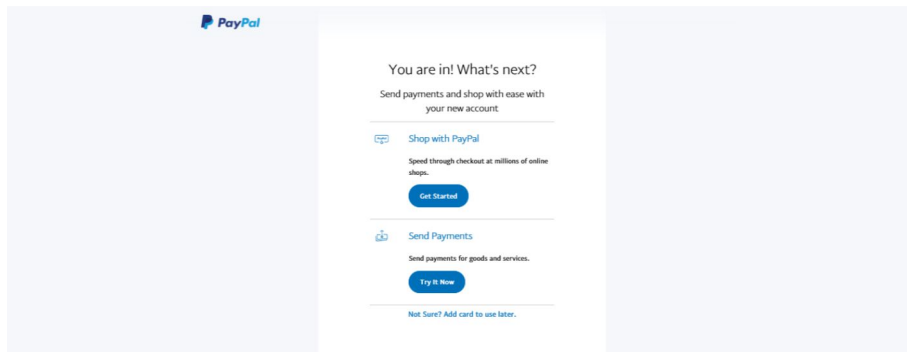 PayPal
You are in! What's next?
Send payments and shop with ease with
your new account
Shop with PayPal
Speed through checkout at millions of online
shops.
Get Started
Send Payments
Send payments for goods and services.
Try It Now
Not Sure? Add card to use later.